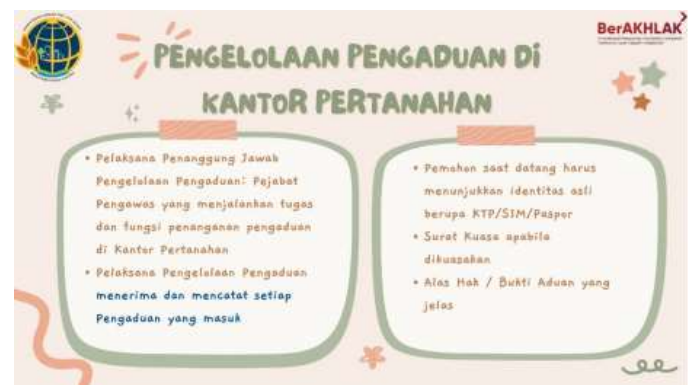 BerAKHLAK
PENGELOLAAN PENGADUAN DI
KANTOR PERTANAHAN
• Pelaksana Penanggung Jawab
Pengelolaan Pengaduan: Pejabat
Pengawas yang menjalankan tugas
dan fungsi penanganan pengaduan
di Kantor Pertanahan
• Pelaksana Pengelolaan Pengaduan
menerima dan mencatat setiap
Pengaduan yang masuk
• Pemohon saat datang harus
menunjukkan identitas asli
berupa KTP/SIM/Paspor
• Surat Kuasa apabila
dikuasakan
• Alas Hak / Bukti Aduan yang
jelas